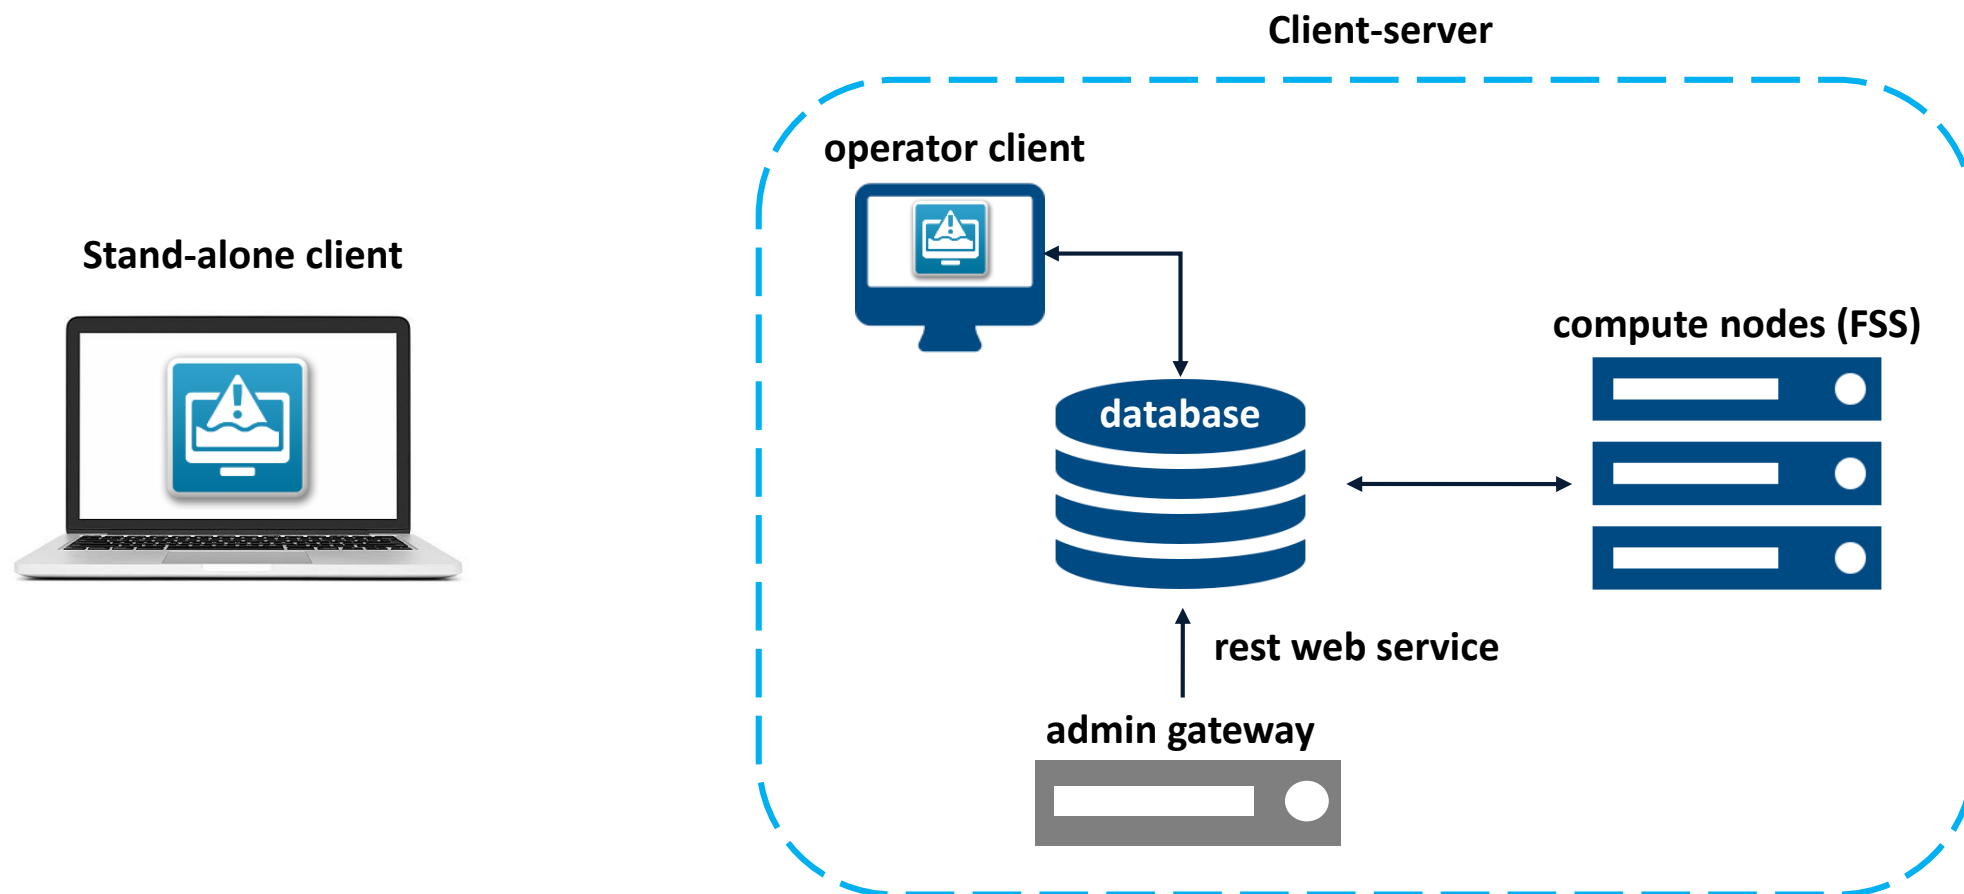 Client-server
operator client
Stand-alone client
compute nodes (FSS)
database
rest web service
admin gateway